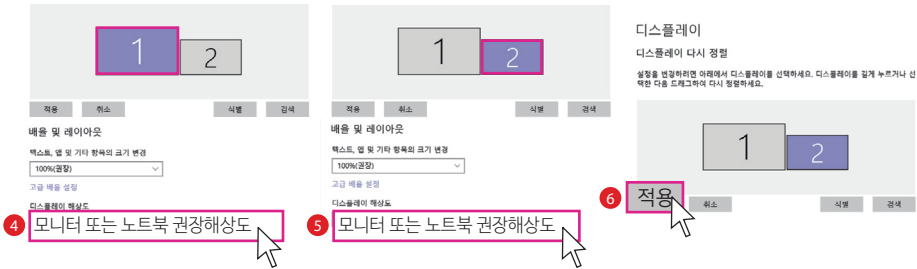 1
2
적용 취소 식별 검색
배율 및 레이아웃
텍스트, 앱 및 기타 항목의 크기 변경
100%(권장)
고급 배율 설정
디스플레이 해상도
4 모니터 또는 노트북 권장해상도
1
2
적용 취소 식별 검색
배율 및 레이아웃
텍스트, 앱 및 기타 항목의 크기 변경
100%(권장)
고급 배율 설정
디스플레이 해상도
5 모니터 또는 노트북 권장해상도
디스플레이
디스플레이 다시 정렬
설정을 변경하려면 아래에서 디스플레이를 선택하세요. 디스플레이를 길게 누르거나 선
택한 다음 드래그하여 다시 정렬하세요.
1
2
6 적용 취소 식별 검색